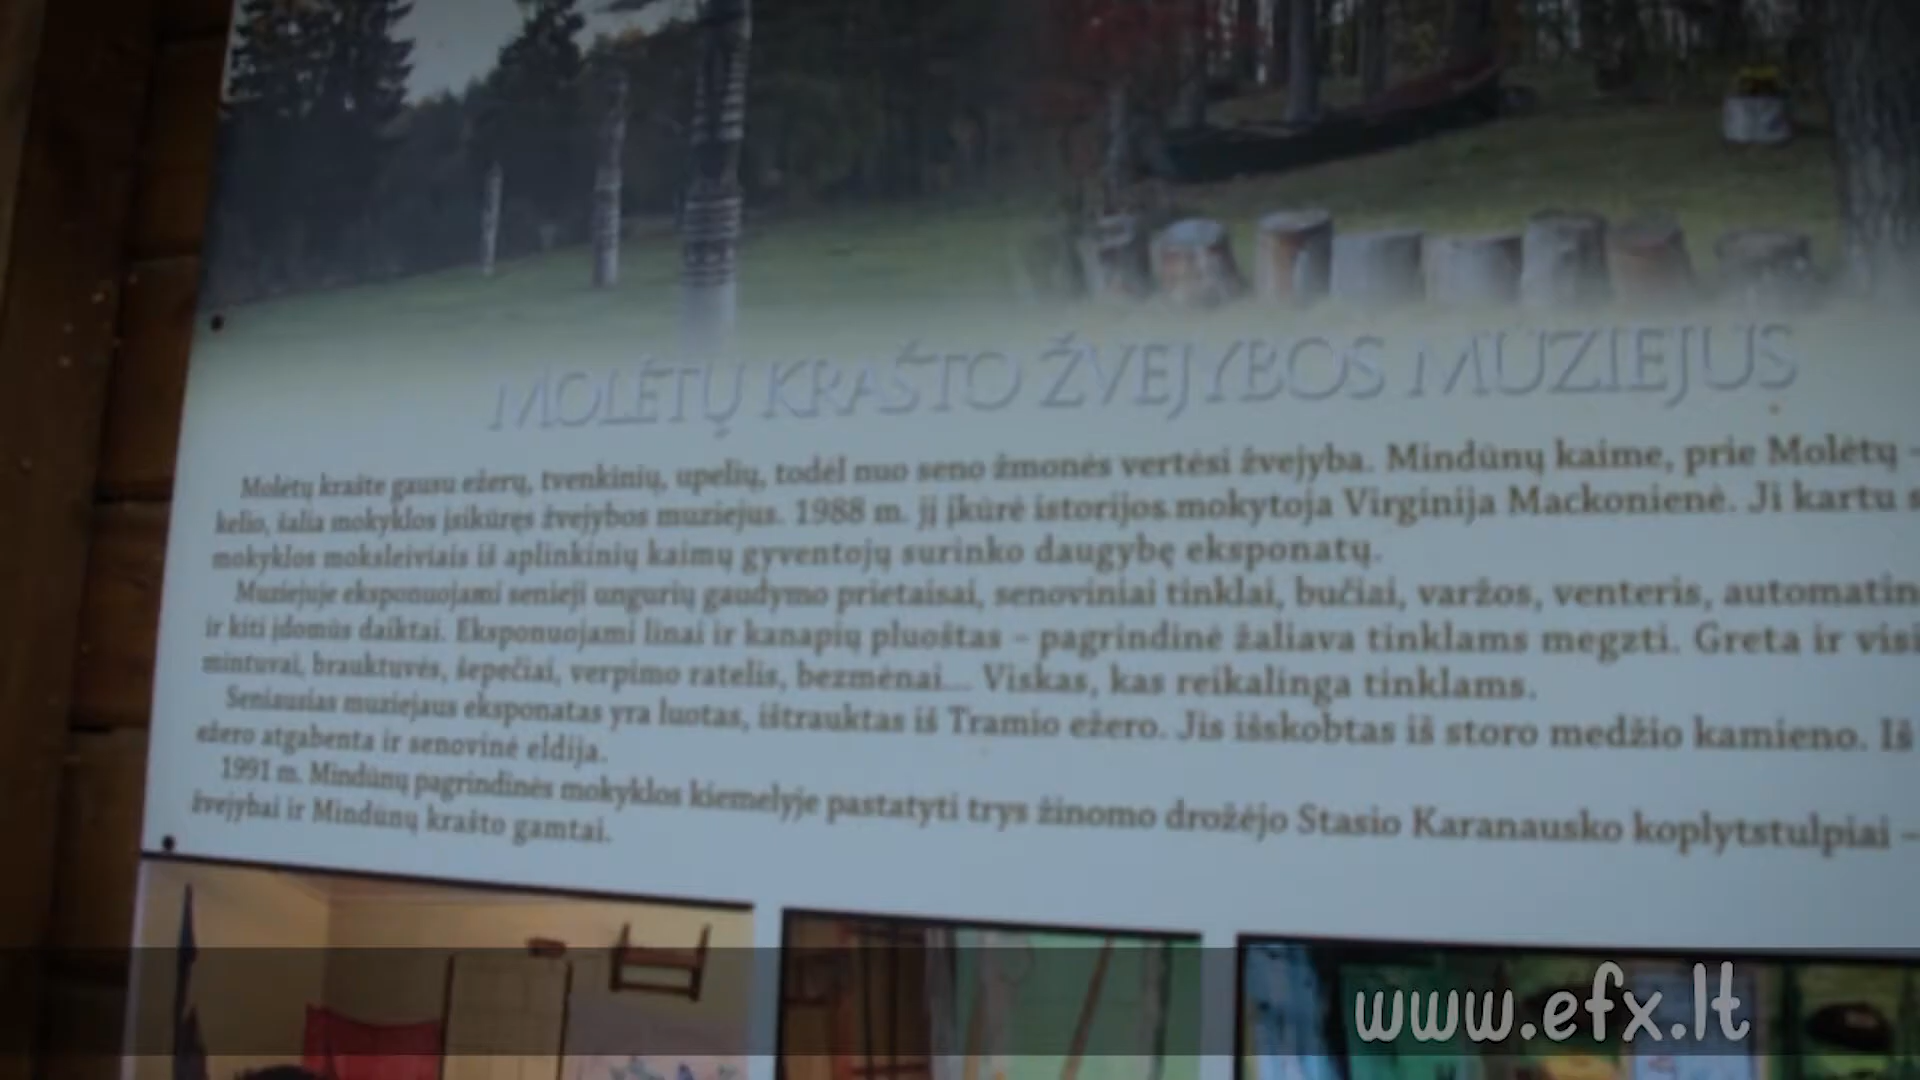 MOLĖTŲ KRAŠTO ŽVEJYBOS MUZIEJUS
Molėtų krašte gausu ežerų, tvenkinių, upelių, todėl nuo seno žmonės vertėsi žvejyba. Mindūnų kaime, prie Molėtų -
kelio, šalia mokyklos įsikūręs žvejybos muziejus. 1988 m. jį įkūrė istorijos mokytoja Virginija Mackonienė. Ji kartu s
mokyklos moksleiviais iš aplinkinių kaimų gyventojų surinko daugybę eksponatų.
Muziejuje eksponuojami senieji ungurių gaudymo prietaisai, senoviniai tinklai, bučiai, varžos, venteris, automatin
ir kiti įdomūs daiktai. Eksponuojami linai ir kanapių pluoštas – pagrindinė žaliava tinklams megzti. Greta ir visi
mintuvai, brauktuvės, šepečiai, verpimo ratelis, bezmėnai... Viskas, kas reikalinga tinklams.
Seniausias muziejaus eksponatas yra luotas, ištrauktas iš Tramio ežero. Jis išskobtas iš storo medžio kamieno. Iš
ežero atgabenta ir senovinė eldija.
1991 m. Mindūnų pagrindinės mokyklos kiemelyje pastatyti trys žinomo drožėjo Stasio Karanausko koplytstulpiai –
žvejybai ir Mindūnų krašto gamtai.
www.efx.lt